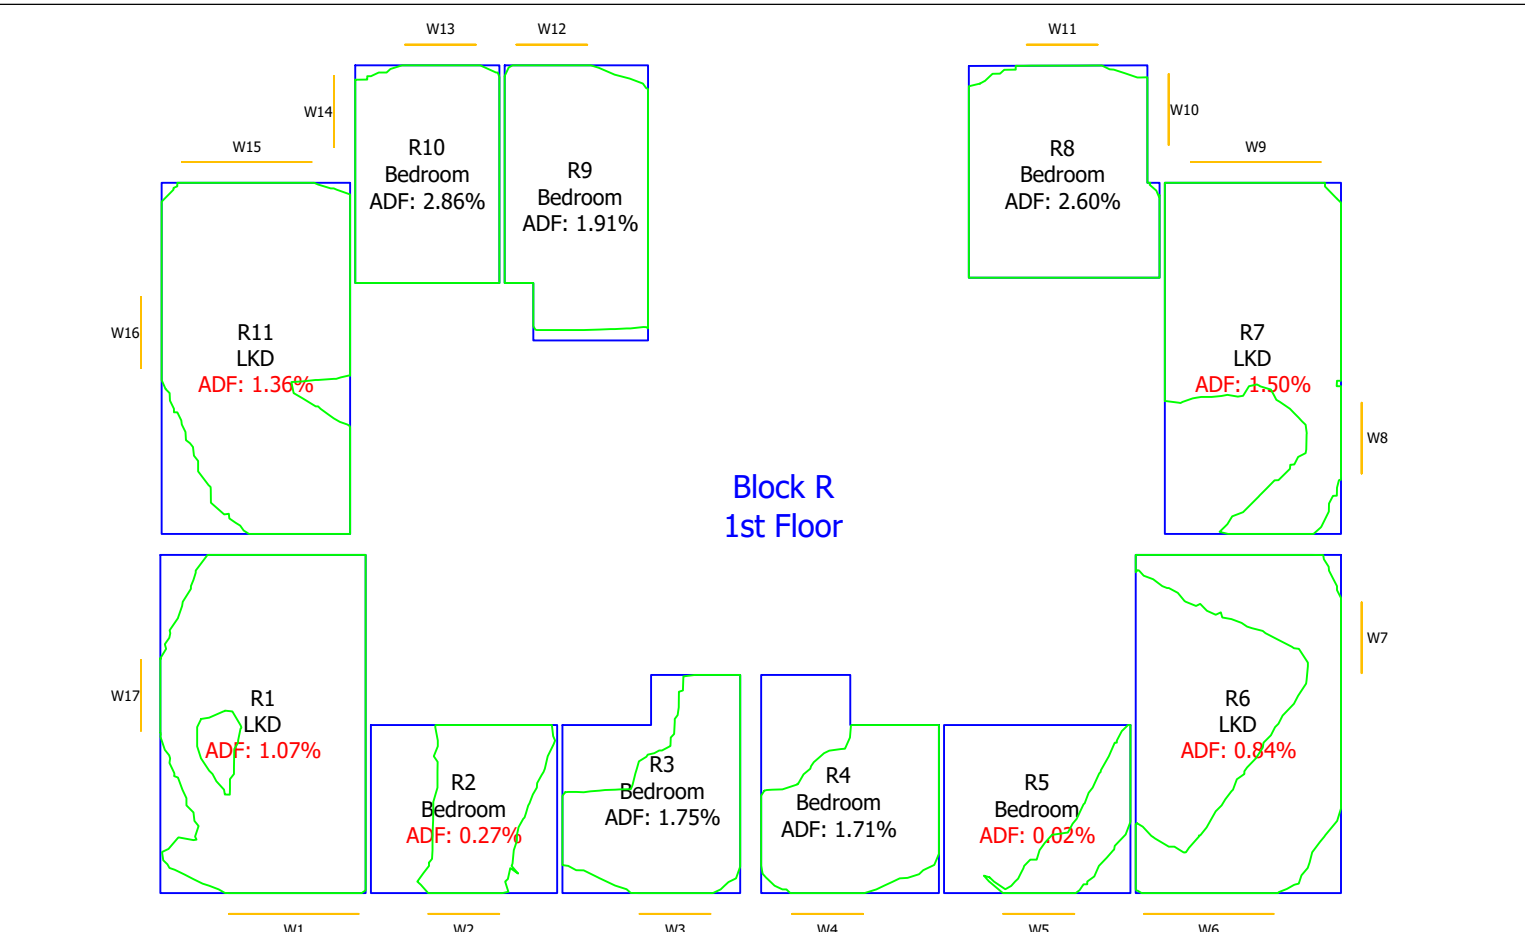 W13
W12
W11
W14
W10
W15
W9
R10
Bedroom
ADF: 2.86%
R9
Bedroom
ADF: 1.91%
R8
Bedroom
ADF: 2.60%
W16
R11
LKD
ADF: 1.36%
R7
LKD
ADF: 1.50%
W8
Block R
1st Floor
W7
W17
R1
LKD
ADF: 1.07%
R6
LKD
ADF: 0.84%
R2
Bedroom
ADF: 0.27%
R3
Bedroom
ADF: 1.75%
R4
Bedroom
ADF: 1.71%
R5
Bedroom
ADF: 0.02%
W1
W2
W3
W4
W5
W6